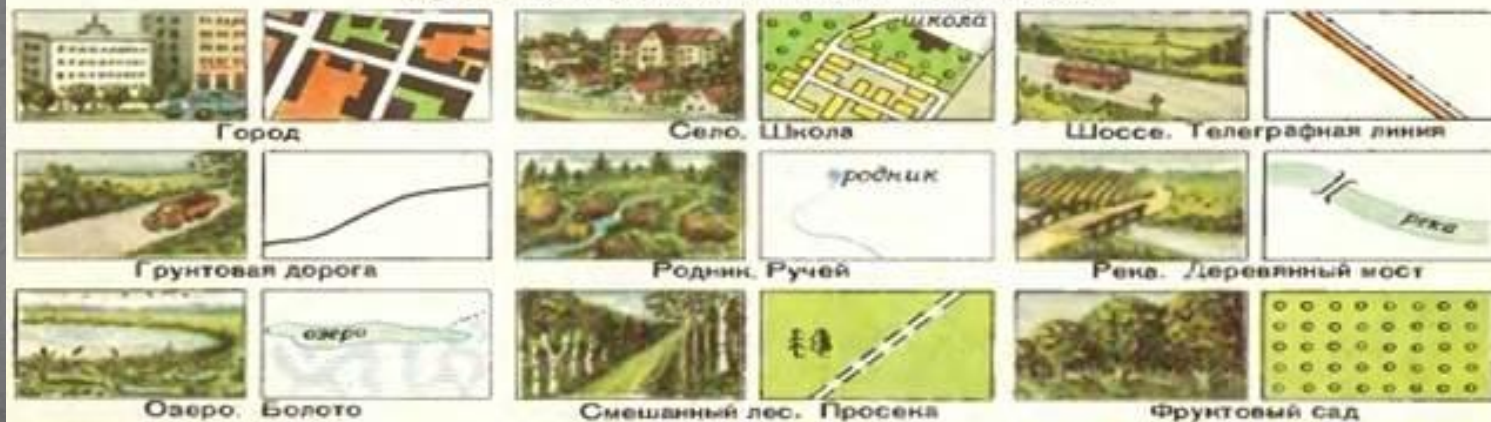 школа
Город
Село. Школа
Шоссе. Телеграфная линия
родник
река
Грунтовая дорога
Родник. Ручей
Река. Деревянный мост
озеро
Озеро. Болото
Смешанный лес. Просека
Фруктовый сад